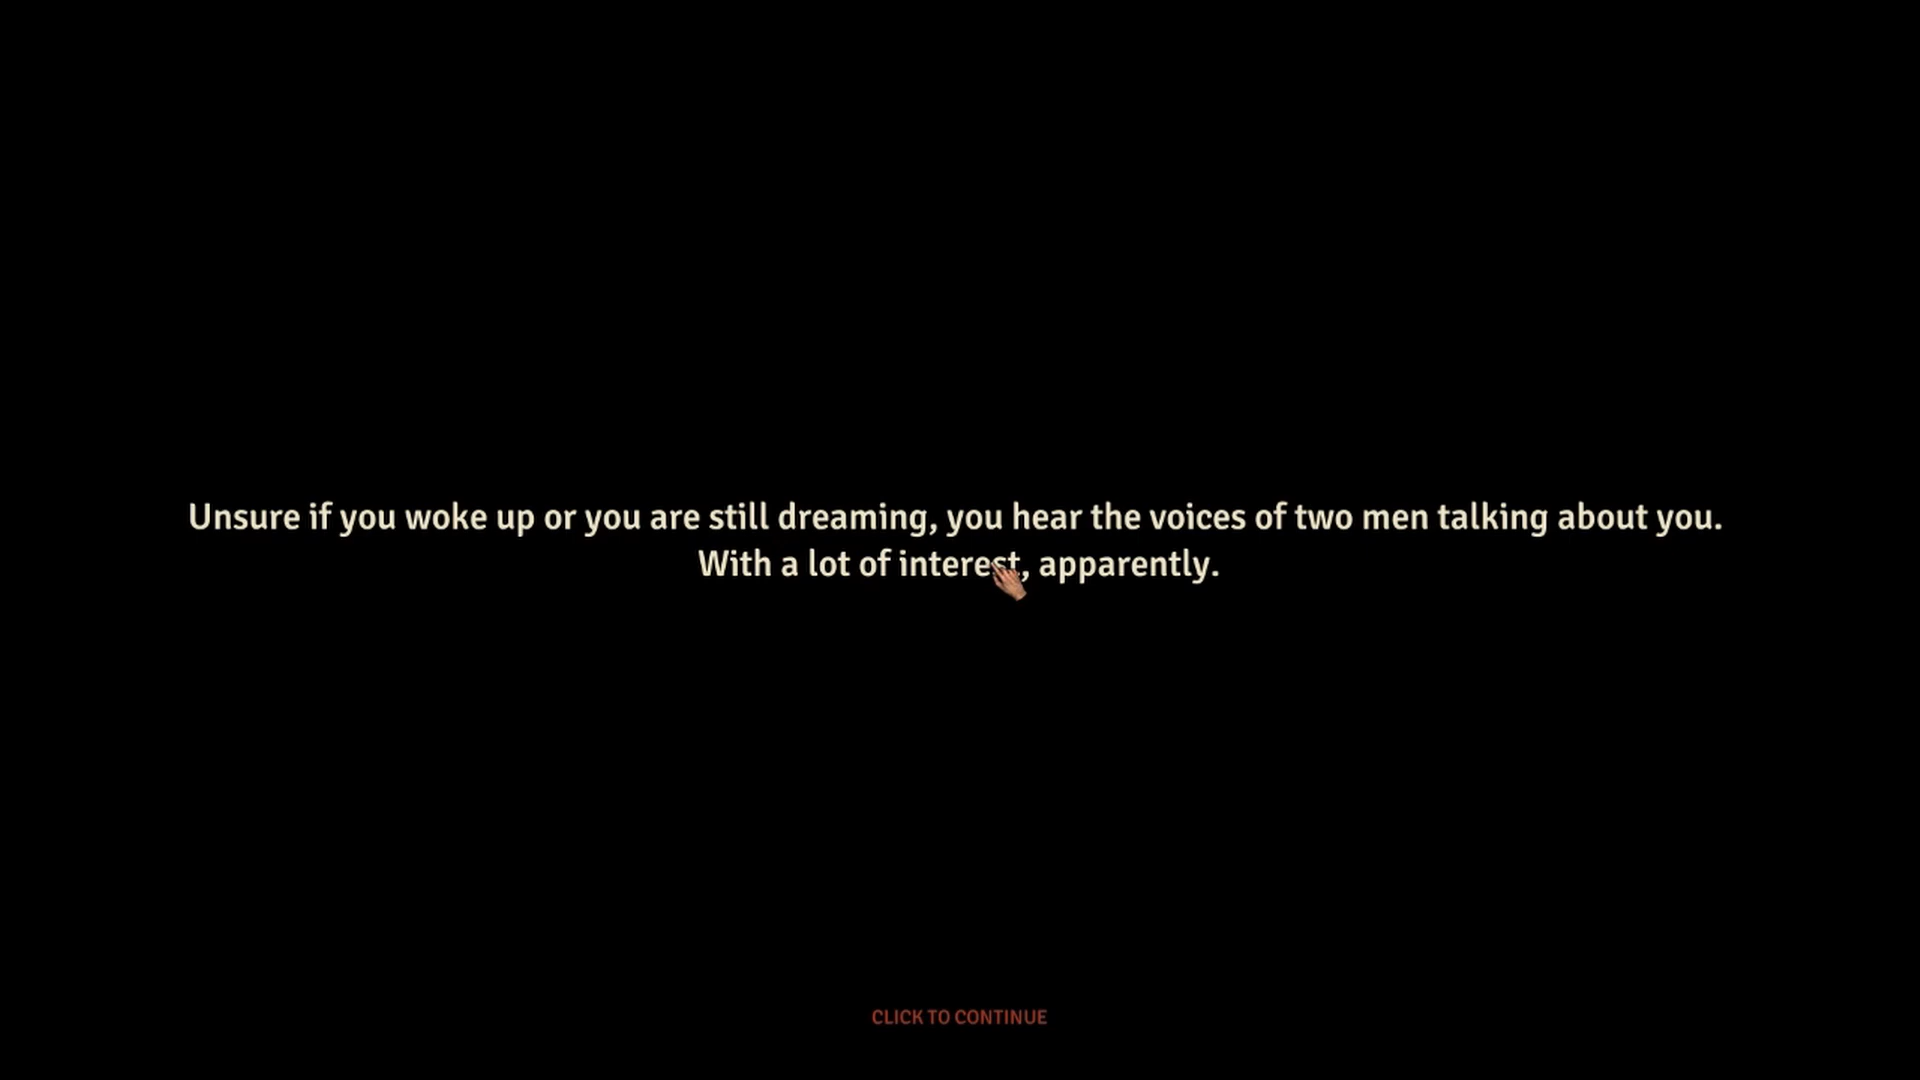 Unsure if you woke up or you are still dreaming, you hear the voices of two men talking about you.
With a lot of interest, apparently.
CLICK TO CONTINUE